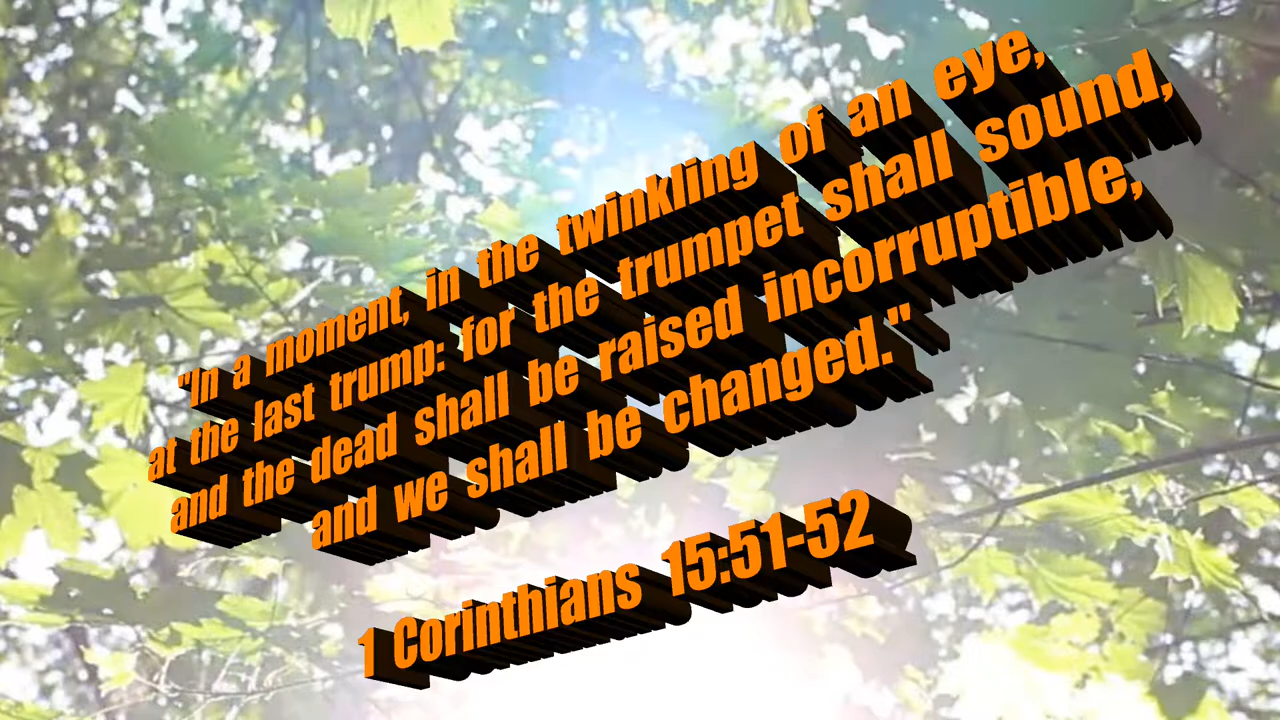 "In a moment, in the twinkling of an eye,
at the last trump: for the trumpet shall sound,
and the dead shall be raised incorruptible,
and we shall be changed."
1 Corinthians 15:51-52